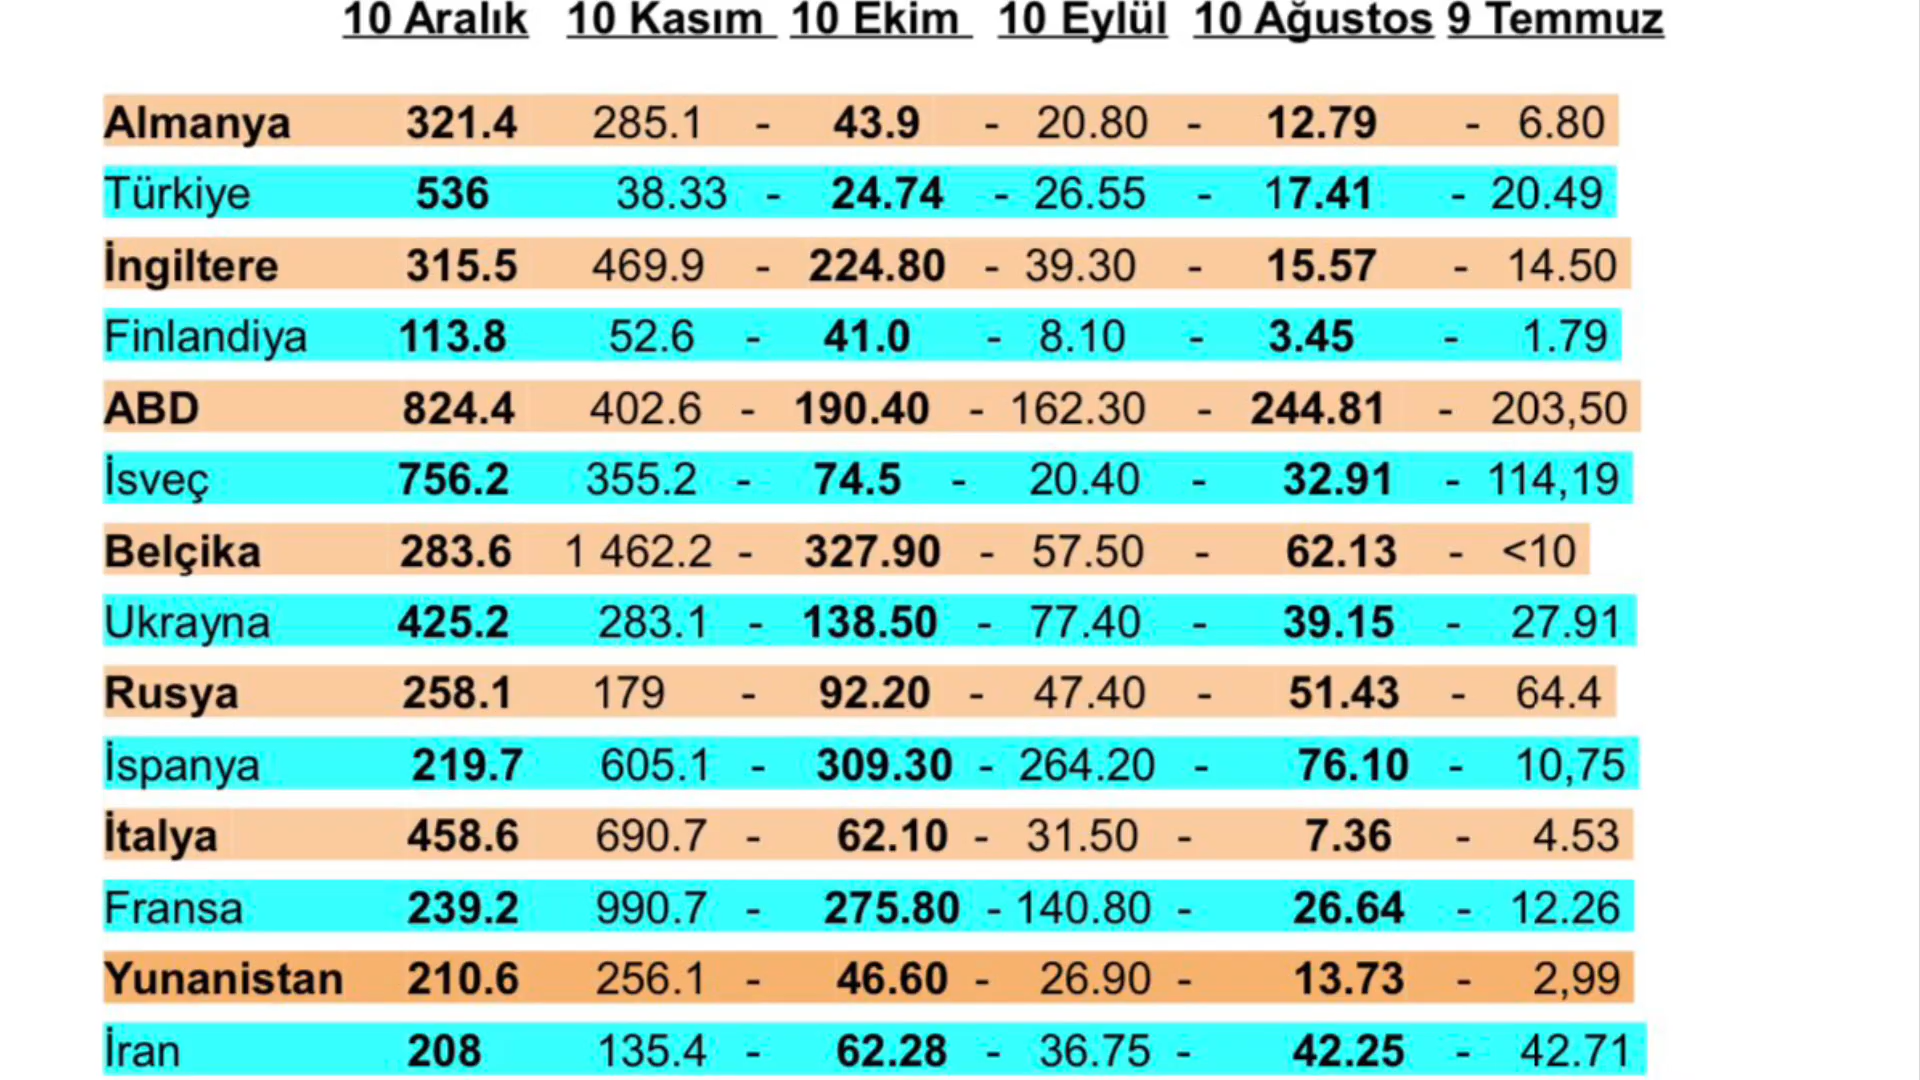 10 Aralık 10 Kasım 10 Ekim 10 Eylül 10 Ağustos 9 Temmuz
Almanya 321.4 285.1 - 43.9 - 20.80 - 12.79 - 6.80
Türkiye 536 38.33 - 24.74 - 26.55 - 17.41 - 20.49
İngiltere 315.5 469.9 - 224.80 - 39.30 - 15.57 - 14.50
Finlandiya 113.8 52.6 - 41.0 - 8.10 - 3.45 - 1.79
ABD 824.4 402.6 - 190.40 - 162.30 - 244.81 - 203,50
İsveç 756.2 355.2 - 74.5 - 20.40 - 32.91 - 114,19
Belçika 283.6 1 462.2 - 327.90 - 57.50 - 62.13 - <10
Ukrayna 425.2 283.1 - 138.50 - 77.40 - 39.15 - 27.91
Rusya 258.1 179 - 92.20 - 47.40 - 51.43 - 64.4
İspanya 219.7 605.1 - 309.30 - 264.20 - 76.10 - 10,75
İtalya 458.6 690.7 - 62.10 - 31.50 - 7.36 - 4.53
Fransa 239.2 990.7 - 275.80 - 140.80 - 26.64 - 12.26
Yunanistan 210.6 256.1 - 46.60 - 26.90 - 13.73 - 2,99
İran 208 135.4 - 62.28 - 36.75 - 42.25 - 42.71